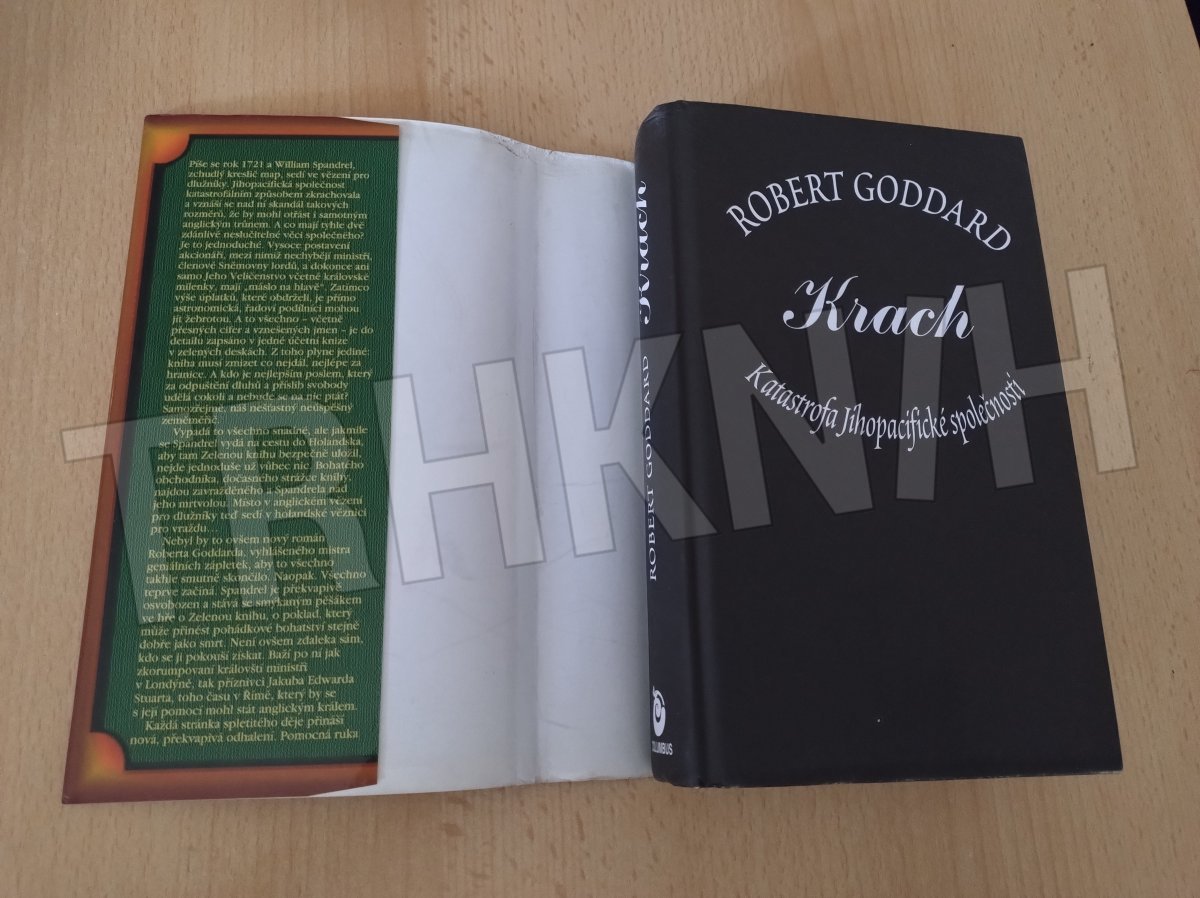 Píše se rok 1721 a William Spandrel,
zchudlý kreslič map, sedí ve vězení pro
dlužníky. Jihopacifická společnost
katastrofálním způsobem zkrachovala
a vznáší se nad ní skandál takových
rozměrů, že by mohl otřást i samotným
anglickým trůnem. A co mají tyhle dvě
zdánlivě neslučitelné věci společného?
Je to jednoduché. Vysoce postavení
akcionáři, mezi nimiž nechybějí ministři,
členové Sněmovny lordů, a dokonce ani
samo Jeho Veličenstvo včetně královské
milenky, mají „máslo na hlavě“. Zatímco
výše úplatků, které obdrželi, je přímo
astronomická, řadoví podílníci mohou
jít žebrotou. A to všechno – včetně
přesných cifer a vznešených jmen – je do
detailu zapsáno v jedné účetní knize
v zelených deskách. Z toho plyne jediné:
kniha musí zmizet co nejdál, nejlépe za
hranice. A kdo je nejlepším poslem, který
za odpuštění dluhů a příslib svobody
udělá cokoli a nebude se na nic ptát?
Samozřejmě, náš nešťastný neúspěšný
zeměměřič.
Vypadá to všechno snadné, ale jakmile
se Spandrel vydá na cestu do Holandska,
aby tam Zelenou knihu bezpečně uložil,
nejde jednoduše už vůbec nic. Bohatého
obchodníka, dočasného strážce knihy,
najdou zavražděného a Spandrela nad
jeho mrtvolou. Místo v anglickém vězení
pro dlužníky teď sedí v holandské věznici
pro vraždu...
Nebyl by to ovšem nový román
Roberta Goddarda, vyhlášeného mistra
geniálních zápletek, aby to všechno
takhle smutně skončilo. Naopak. Všechno
teprve začíná. Spandrel je překvapivě
osvobozen a stává se smýkaným pěšákem
ve hře o Zelenou knihu, o poklad, který
může přinést pohádkové bohatství stejně
dobře jako smrt. Není ovšem zdaleka sám,
kdo se ji pokouší získat. Baží po ní jak
zkorumpovaní královští ministři
v Londýně, tak příznivci Jakuba Edwarda
Stuarta, toho času v Římě, který by se
s její pomocí mohl stát anglickým králem.
Každá stránka spletitého děje přináší
nová, překvapivá odhalení. Pomocná ruka
ROBERT GODDARD Krach
COLUMBUS
ROBERT GODDARD
Krach
Katastrofa Jihopacifické společnosti
TRHKNIH